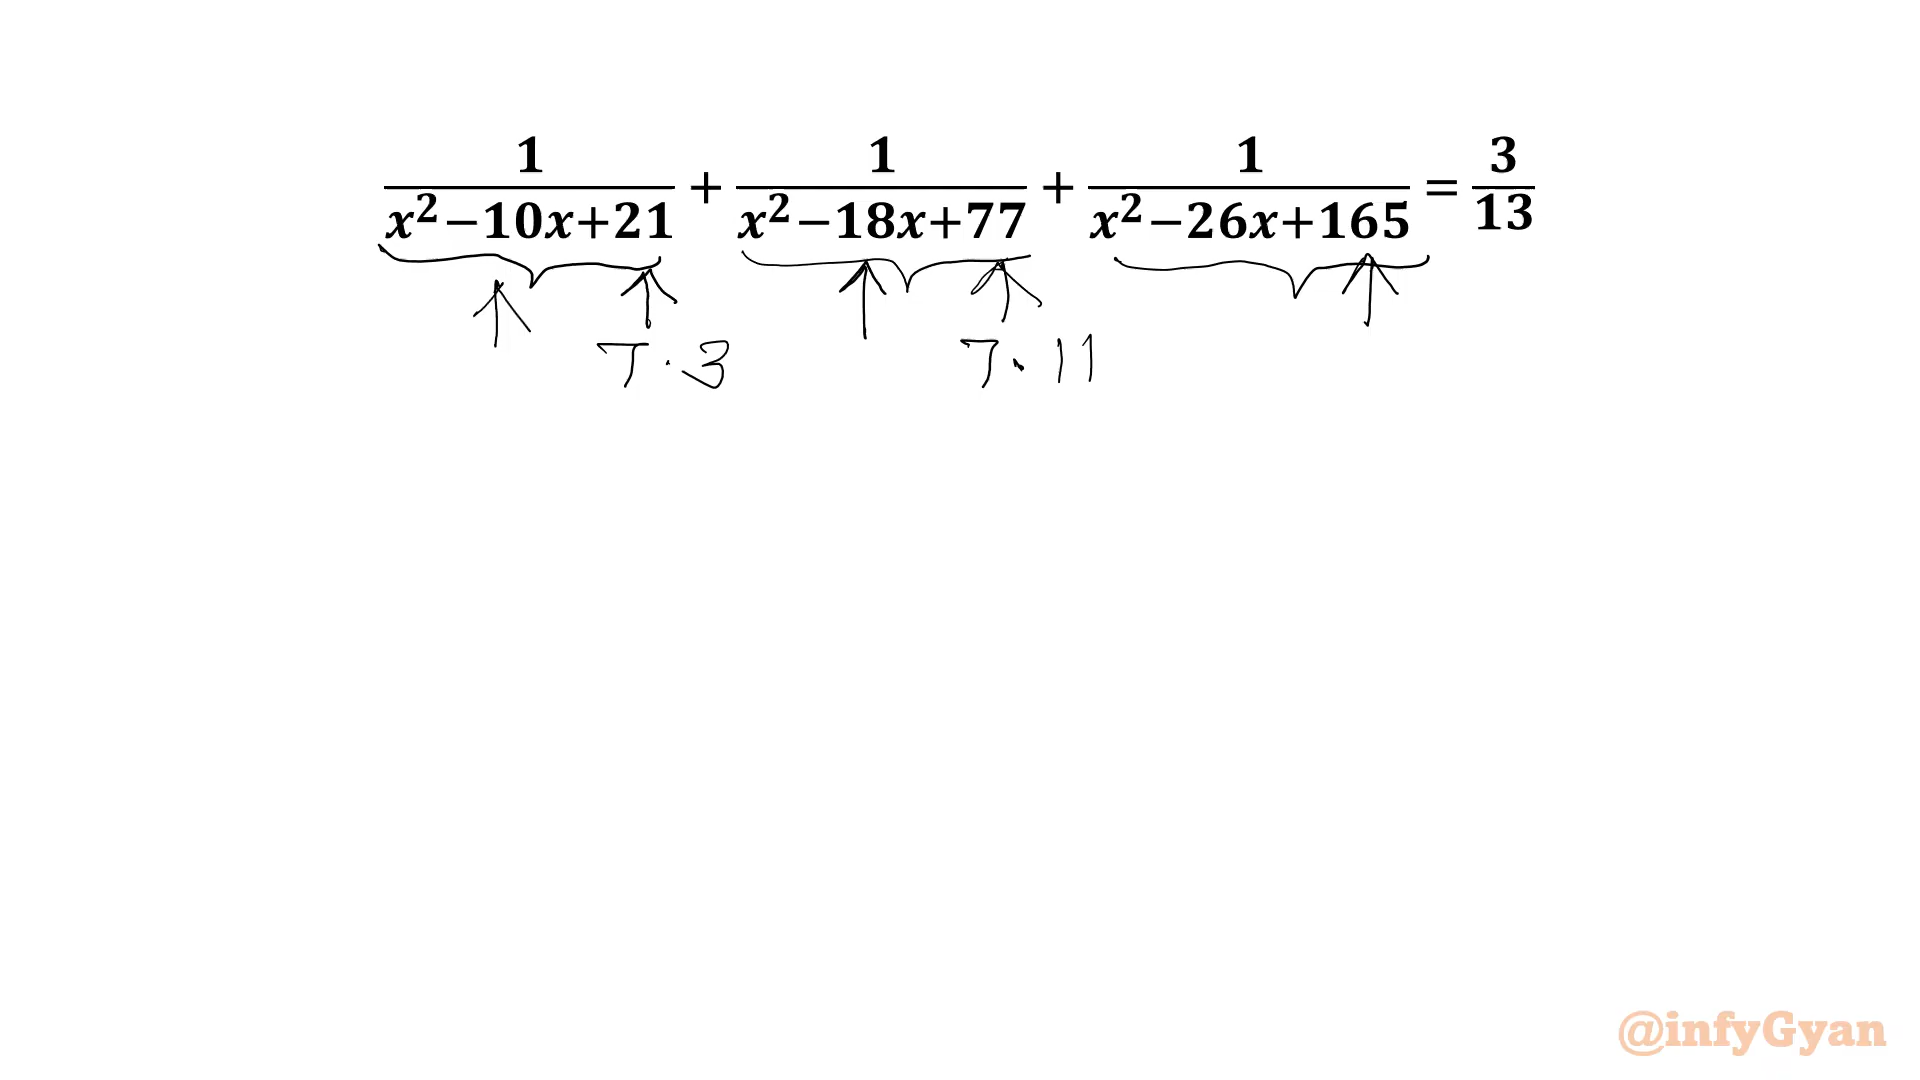 1/(x²−10x+21) + 1/(x²−18x+77) + 1/(x²−26x+165) = 3/13
7·3 7·11
@infyGyan